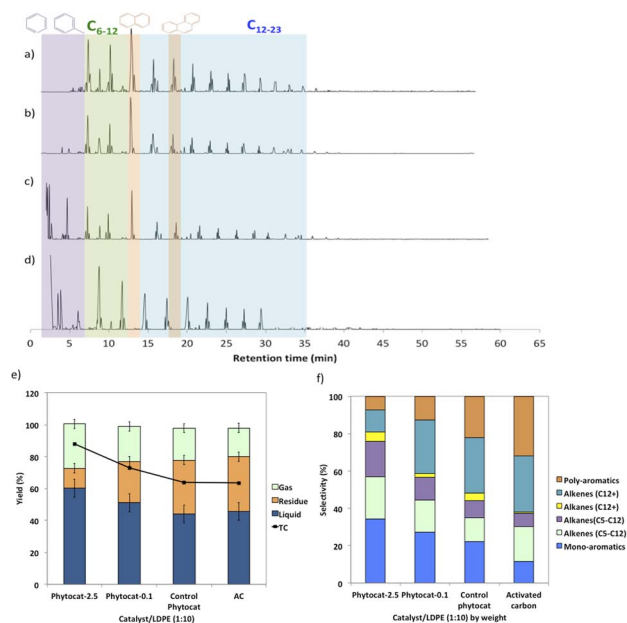 C6-12
C12-23
a)
b)
c)
d)
0 5 10 15 20 25 30 35 40 45 50 55 60 65
Retention time (min)
e)
120
100
80
60
40
20
0
Yield (%)
Gas
Residue
Liquid
TC
Phytocat-2.5 Phytocat-0.1 Control Phytocat AC
Catalyst/LDPE (1:10)
f)
100
80
60
40
20
0
Selectivity (%)
Poly-aromatics
Alkenes (C12+)
Alkanes (C12+)
Alkanes(C5-C12)
Alkenes (C5-C12)
Mono-aromatics
Phytocat-2.5 Phytocat-0.1 Control phytocat Activated carbon
Catalyst/LDPE (1:10) by weight